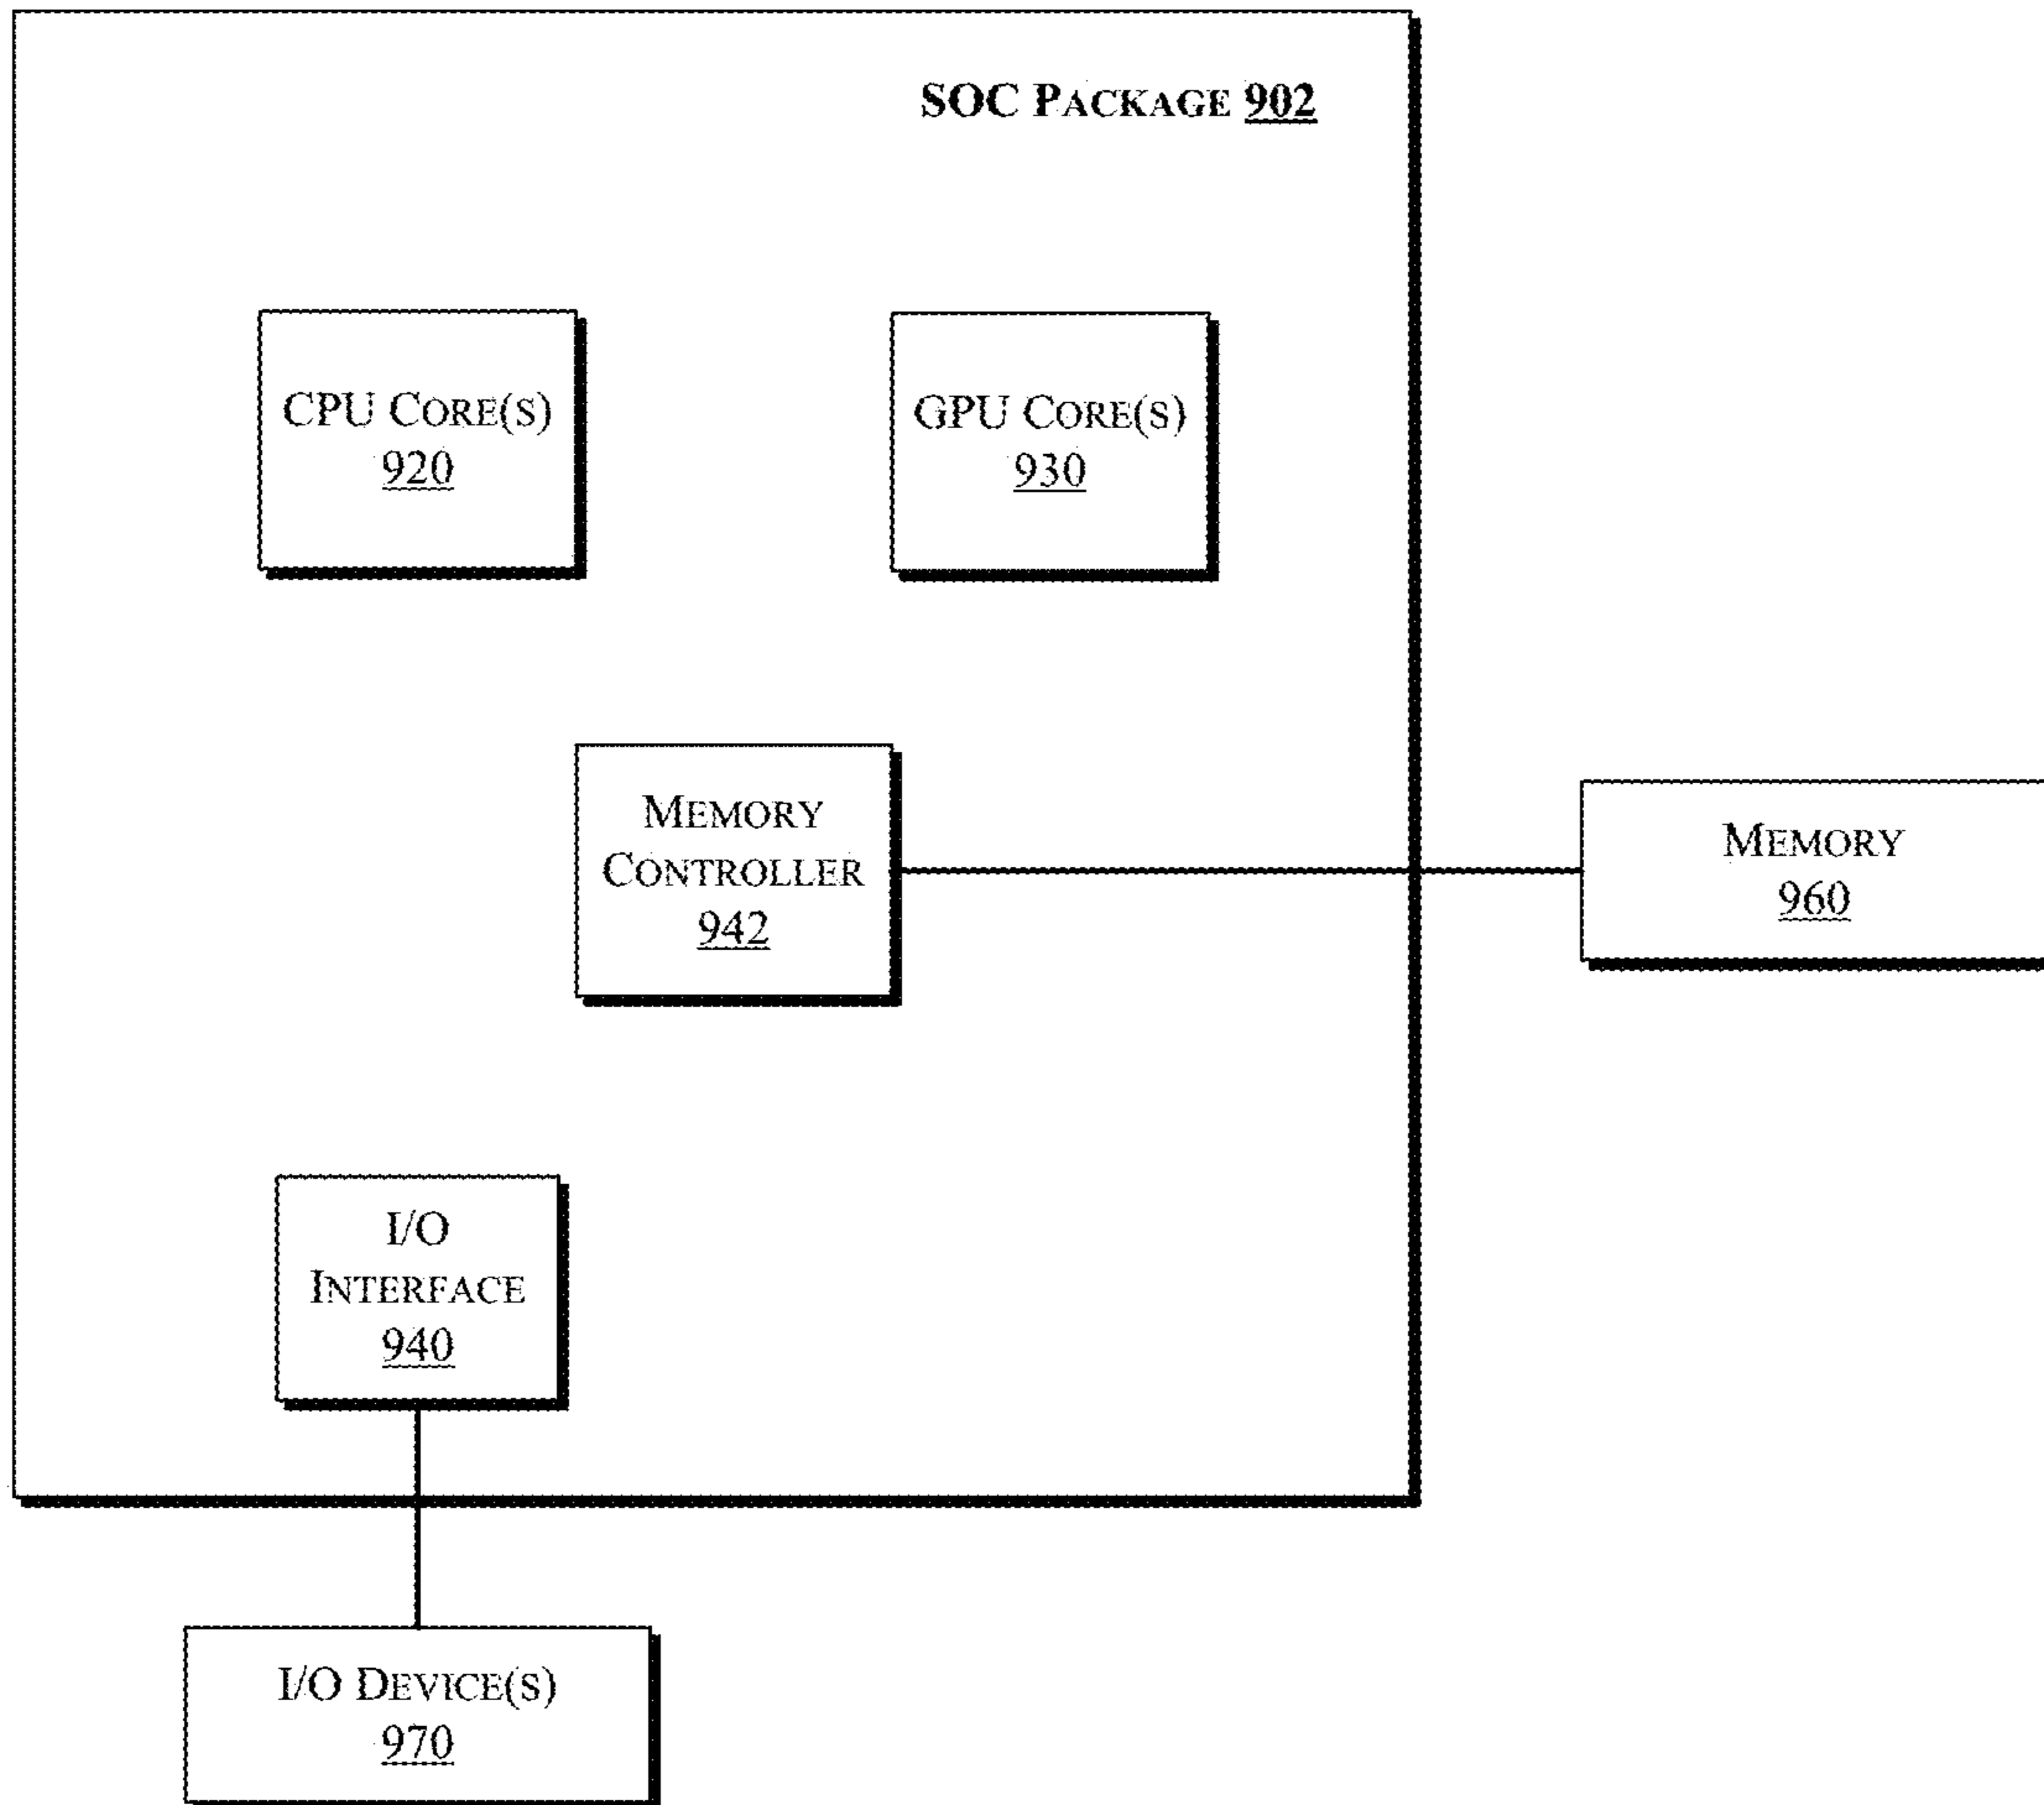 SOC PACKAGE 902
CPU CORE(S)
920
GPU CORE(S)
930
MEMORY
CONTROLLER
942
MEMORY
960
I/O
INTERFACE
940
I/O DEVICE(S)
970